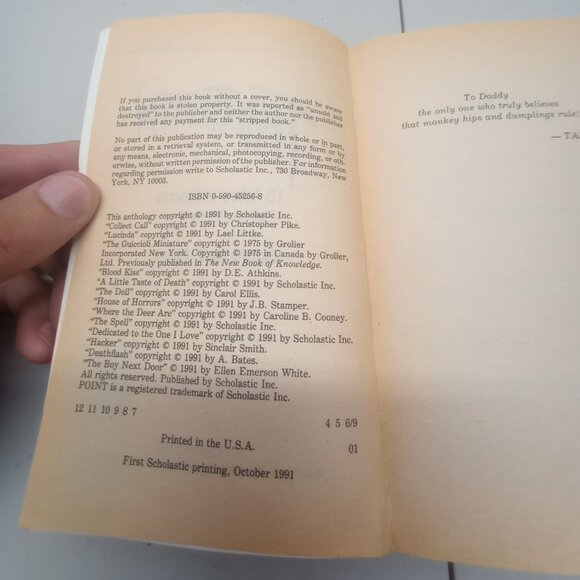 If you purchased this book without a cover, you should be aware
that this book is stolen property. It was reported as "unsold and
destroyed" to the publisher and neither the author nor the publisher
has received any payment for this "stripped book."
No part of this publication may be reproduced in whole or in part,
or stored in a retrieval system, or transmitted in any form or by
any means, electronic, mechanical, photocopying, recording, or oth-
erwise, without written permission of the publisher. For information
regarding permission write to Scholastic Inc., 730 Broadway, New
York, NY 10003.
ISBN 0-590-45256-8
This anthology copyright © 1991 by Scholastic Inc.
"Collect Call" copyright © 1991 by Christopher Pike.
"Lucinda" copyright © 1991 by Lael Littke.
"The Guiccioli Miniature" copyright © 1975 by Grolier
Incorporated New York. Copyright © 1975 in Canada by Grolier,
Ltd. Previously published in The New Book of Knowledge.
"Blood Kiss" copyright © 1991 by D.E. Athkins.
"A Little Taste of Death" copyright © 1991 by Scholastic Inc.
"The Doll" copyright © 1991 by Carol Ellis.
"House of Horrors" copyright © 1991 by J.B. Stamper.
"Where the Deer Are" copyright © 1991 by Caroline B. Cooney.
"The Spell" copyright © 1991 by Scholastic Inc.
"Dedicated to the One I Love" copyright © 1991 by Scholastic Inc.
"Hacker" copyright © 1991 by Sinclair Smith.
"Deathflash" copyright © 1991 by A. Bates.
"The Boy Next Door" © 1991 by Ellen Emerson White.
All rights reserved. Published by Scholastic Inc.
POINT is a registered trademark of Scholastic Inc.
12 11 10 9 8 7
4 5 6/9
Printed in the U.S.A.
01
First Scholastic printing, October 1991
To Daddy
the only one who truly believes
that monkey hips and dumplings rule!
—TA